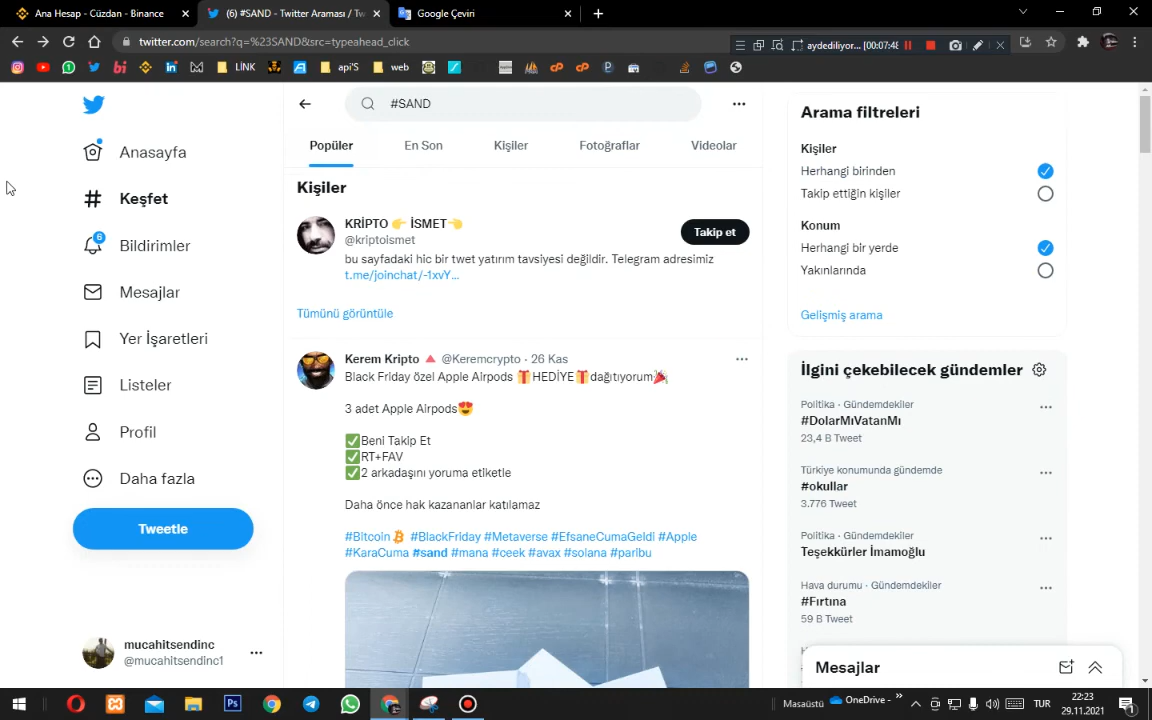 Ana Hesap - Cüzdan - Binance
(6) #SAND - Twitter Araması / Tw
Google Çeviri
twitter.com/search?q=%23SAND&src=typeahead_click
aydediliyor... [00:07:48
LİNK
api'S
web
#SAND
Anasayfa
Keşfet
6
Bildirimler
Mesajlar
Yer İşaretleri
Listeler
Profil
Daha fazla
Tweetle
mucahitsendinc
@mucahitsendinc1
Popüler
En Son
Kişiler
Fotoğraflar
Videolar
Kişiler
KRİPTO 👉 İSMET👈
@kriptoismet
Takip et
bu sayfadaki hic bir twet yatırım tavsiyesi değildir. Telegram adresimiz
t.me/joinchat/-1xvY...
Tümünü görüntüle
Kerem Kripto 🔺 @Keremcrypto · 26 Kas
Black Friday özel Apple Airpods 🎁HEDİYE🎁dağıtıyorum🎉
3 adet Apple Airpods😍
✅Beni Takip Et
✅RT+FAV
✅2 arkadaşını yoruma etiketle
Daha önce hak kazananlar katılamaz
#Bitcoin #BlackFriday #Metaverse #EfsaneCumaGeldi #Apple
#KaraCuma #sand #mana #ceek #avax #solana #paribu
Arama filtreleri
Kişiler
Herhangi birinden
Takip ettiğin kişiler
Konum
Herhangi bir yerde
Yakınlarında
Gelişmiş arama
İlgini çekebilecek gündemler
Politika · Gündemdekiler
#DolarMıVatanMı
23,4 B Tweet
Türkiye konumunda gündemde
#okullar
3.776 Tweet
Politika · Gündemdekiler
Teşekkürler İmamoğlu
Hava durumu · Gündemdekiler
#Fırtına
59 B Tweet
Mesajlar
Masaüstü
OneDrive -
TUR
22:23
29.11.2021
1